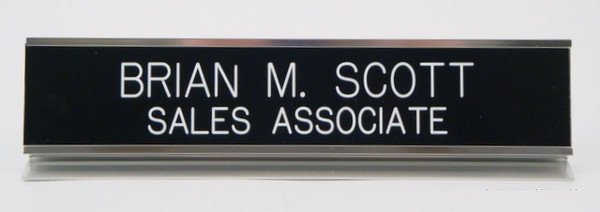 BRIAN M. SCOTT
SALES ASSOCIATE